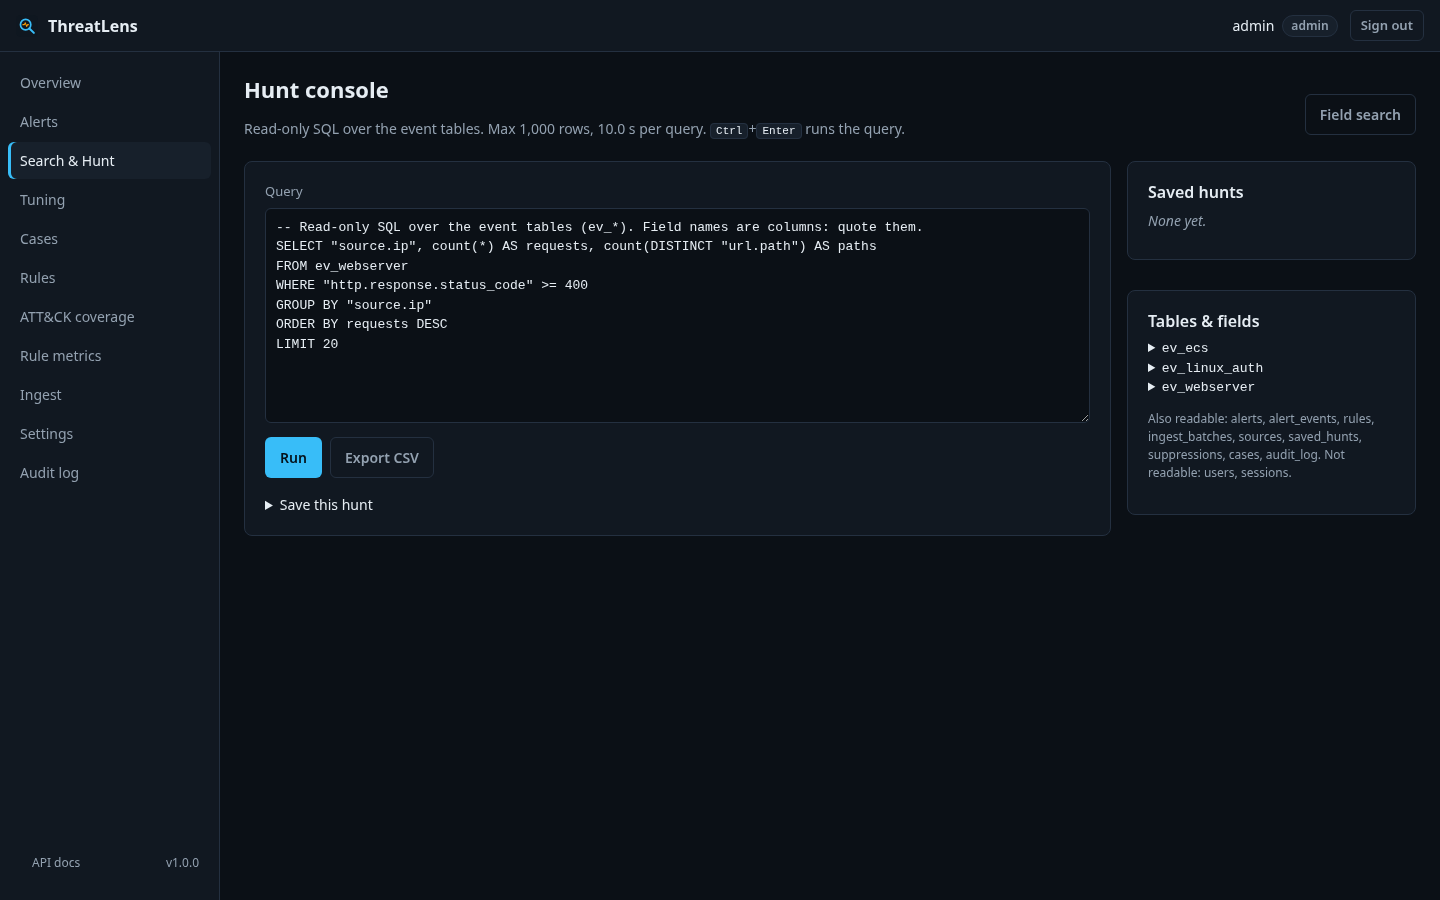 ThreatLens
admin admin Sign out
Overview
Alerts
Search & Hunt
Tuning
Cases
Rules
ATT&CK coverage
Rule metrics
Ingest
Settings
Audit log
API docs v1.0.0
Hunt console
Read-only SQL over the event tables. Max 1,000 rows, 10.0 s per query. Ctrl+Enter runs the query.
Field search
Query
-- Read-only SQL over the event tables (ev_*). Field names are columns: quote them.
SELECT "source.ip", count(*) AS requests, count(DISTINCT "url.path") AS paths
FROM ev_webserver
WHERE "http.response.status_code" >= 400
GROUP BY "source.ip"
ORDER BY requests DESC
LIMIT 20
Run Export CSV
Save this hunt
Saved hunts
None yet.
Tables & fields
ev_ecs
ev_linux_auth
ev_webserver
Also readable: alerts, alert_events, rules,
ingest_batches, sources, saved_hunts,
suppressions, cases, audit_log. Not
readable: users, sessions.